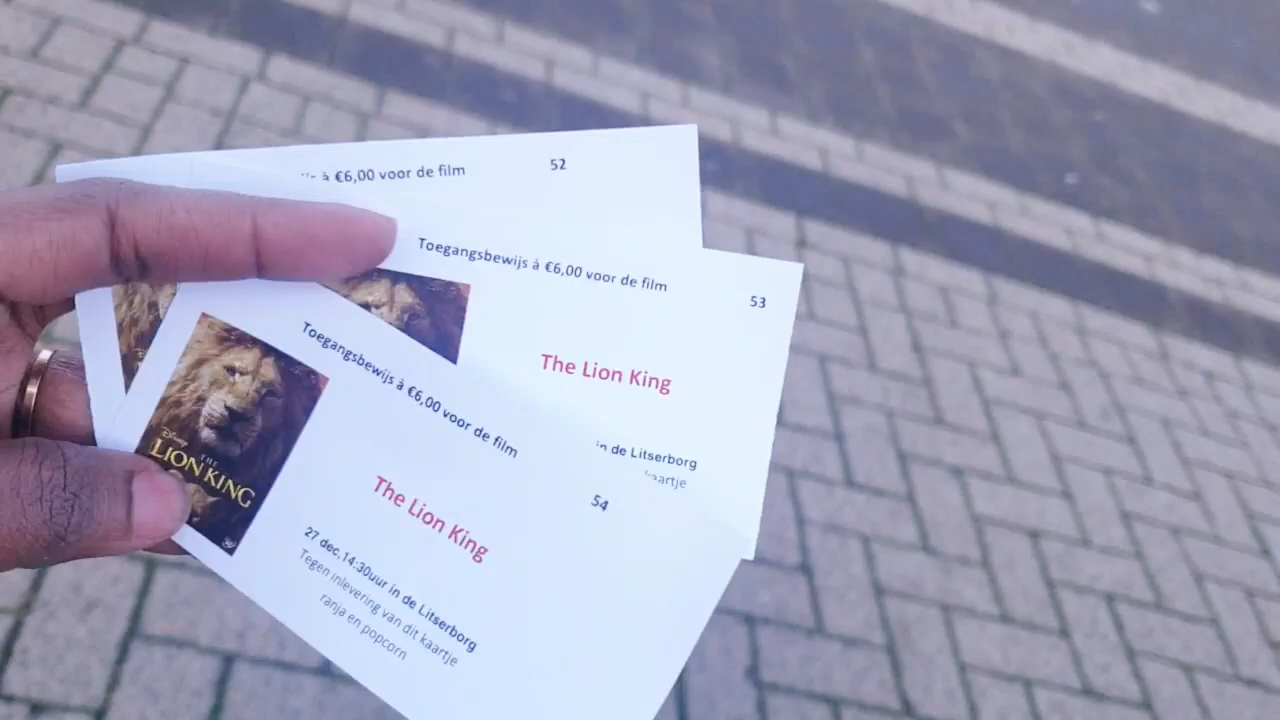 à €6,00 voor de film 52
Toegangsbewijs à €6,00 voor de film 53
The Lion King
in de Litserborg
kaartje
Toegangsbewijs à €6,00 voor de film
54
The Lion King
27 dec,14:30uur in de Litserborg
Tegen inlevering van dit kaartje
ranja en popcorn
Disney
THE
LION KING